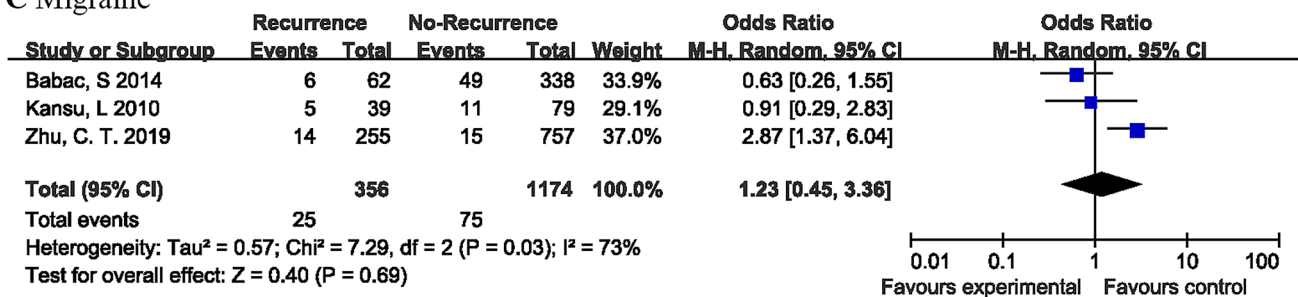 C Migraine
Recurrence No-Recurrence Odds Ratio Odds Ratio
Study or Subgroup Events Total Events Total Weight M-H, Random, 95% CI M-H, Random, 95% CI
Babac, S 2014 6 62 49 338 33.9% 0.63 [0.26, 1.55]
Kansu, L 2010 5 39 11 79 29.1% 0.91 [0.29, 2.83]
Zhu, C. T. 2019 14 255 15 757 37.0% 2.87 [1.37, 6.04]
Total (95% CI) 356 1174 100.0% 1.23 [0.45, 3.36]
Total events 25 75
Heterogeneity: Tau² = 0.57; Chi² = 7.29, df = 2 (P = 0.03); I² = 73%
Test for overall effect: Z = 0.40 (P = 0.69)
0.01 0.1 1 10 100
Favours experimental Favours control